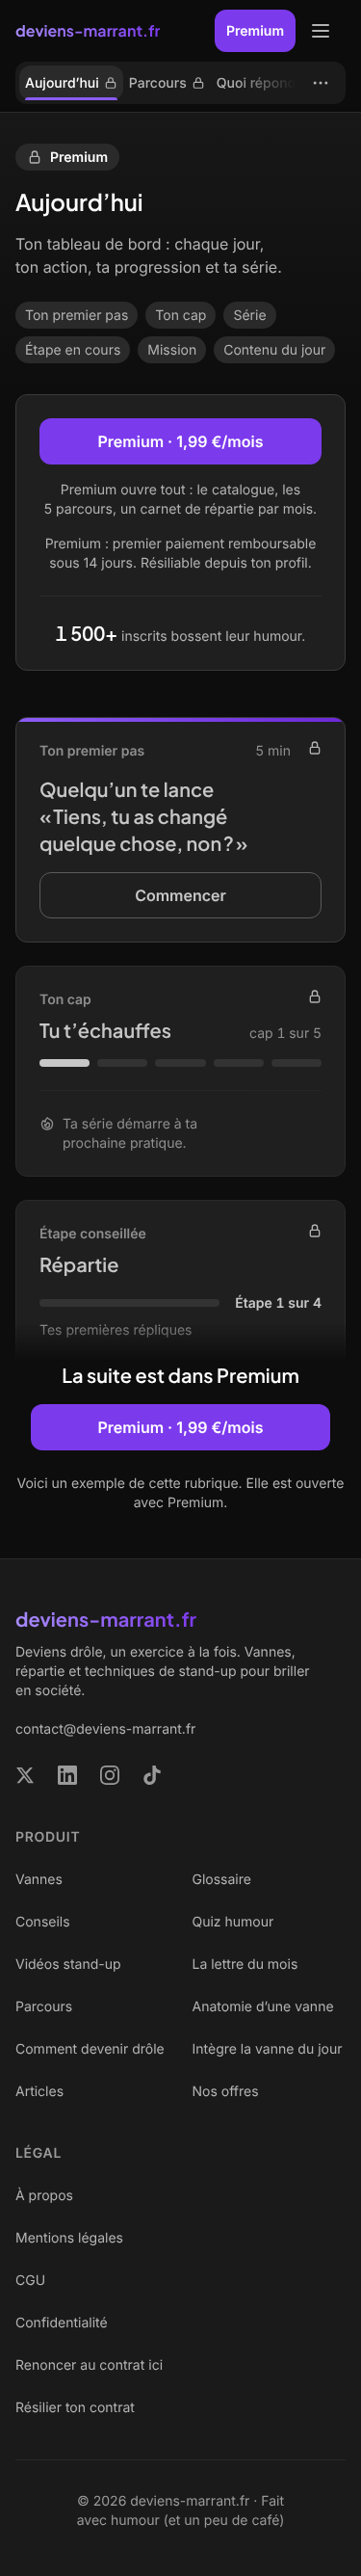 deviens-marrant.fr
Premium
Aujourd’hui
Parcours
Quoi répond
Premium
Aujourd’hui
Ton tableau de bord : chaque jour,
ton action, ta progression et ta série.
Ton premier pas
Ton cap
Série
Étape en cours
Mission
Contenu du jour
Premium · 1,99 €/mois
Premium ouvre tout : le catalogue, les
5 parcours, un carnet de répartie par mois.
Premium : premier paiement remboursable
sous 14 jours. Résiliable depuis ton profil.
1 500+ inscrits bossent leur humour.
Ton premier pas
5 min
Quelqu’un te lance
« Tiens, tu as changé
quelque chose, non ? »
Commencer
Ton cap
Tu t’échauffes
cap 1 sur 5
Ta série démarre à ta
prochaine pratique.
Étape conseillée
Répartie
Étape 1 sur 4
Tes premières répliques
La suite est dans Premium
Premium · 1,99 €/mois
Voici un exemple de cette rubrique. Elle est ouverte
avec Premium.
deviens-marrant.fr
Deviens drôle, un exercice à la fois. Vannes,
répartie et techniques de stand-up pour briller
en société.
contact@deviens-marrant.fr
PRODUIT
Vannes
Glossaire
Conseils
Quiz humour
Vidéos stand-up
La lettre du mois
Parcours
Anatomie d’une vanne
Comment devenir drôle
Intègre la vanne du jour
Articles
Nos offres
LÉGAL
À propos
Mentions légales
CGU
Confidentialité
Renoncer au contrat ici
Résilier ton contrat
© 2026 deviens-marrant.fr · Fait
avec humour (et un peu de café)